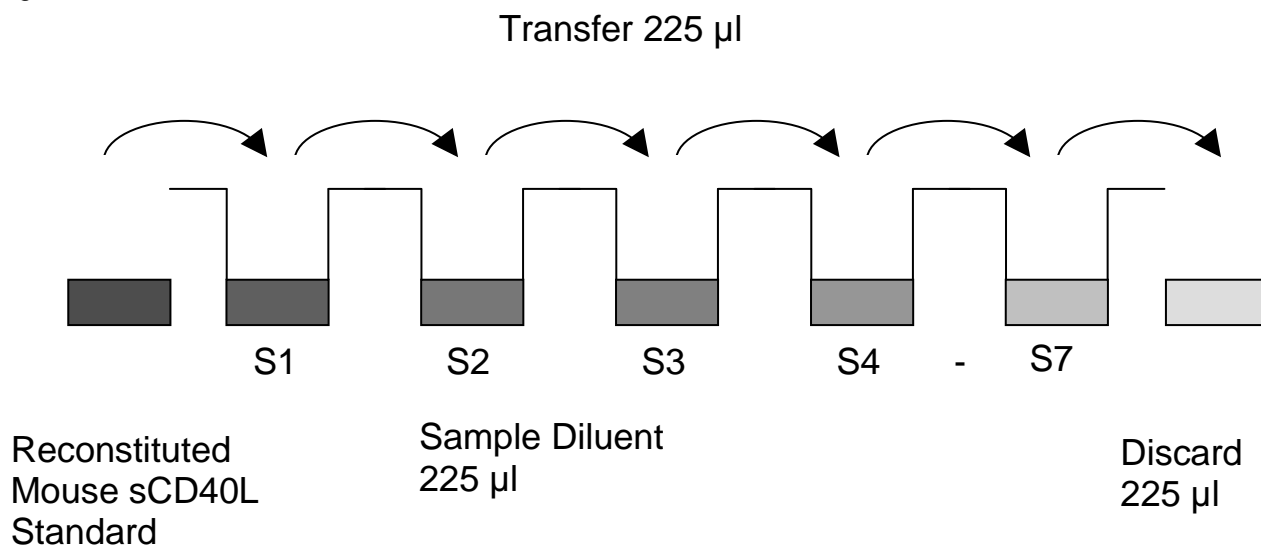 Transfer 225 µl
S1 S2 S3 S4 - S7
Reconstituted
Mouse sCD40L
Standard
Sample Diluent
225 µl
Discard
225 µl